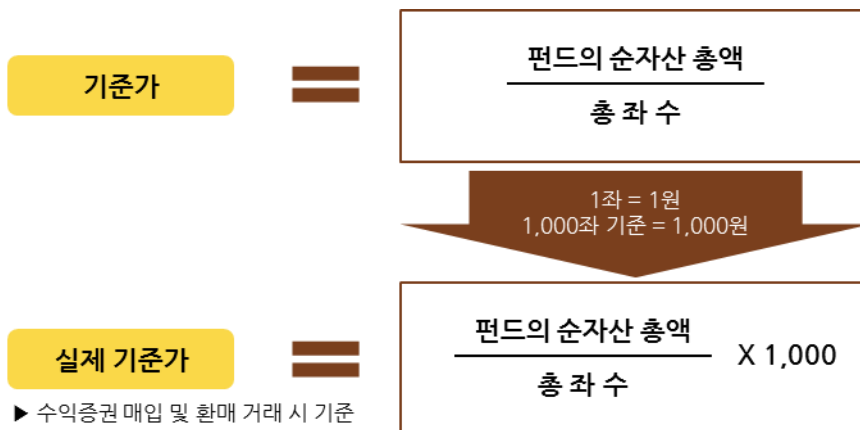 기준가
펀드의 순자산 총액
총 좌 수
1좌 = 1원
1,000좌 기준 = 1,000원
실제 기준가
펀드의 순자산 총액
총 좌 수
X 1,000
▶ 수익증권 매입 및 환매 거래 시 기준